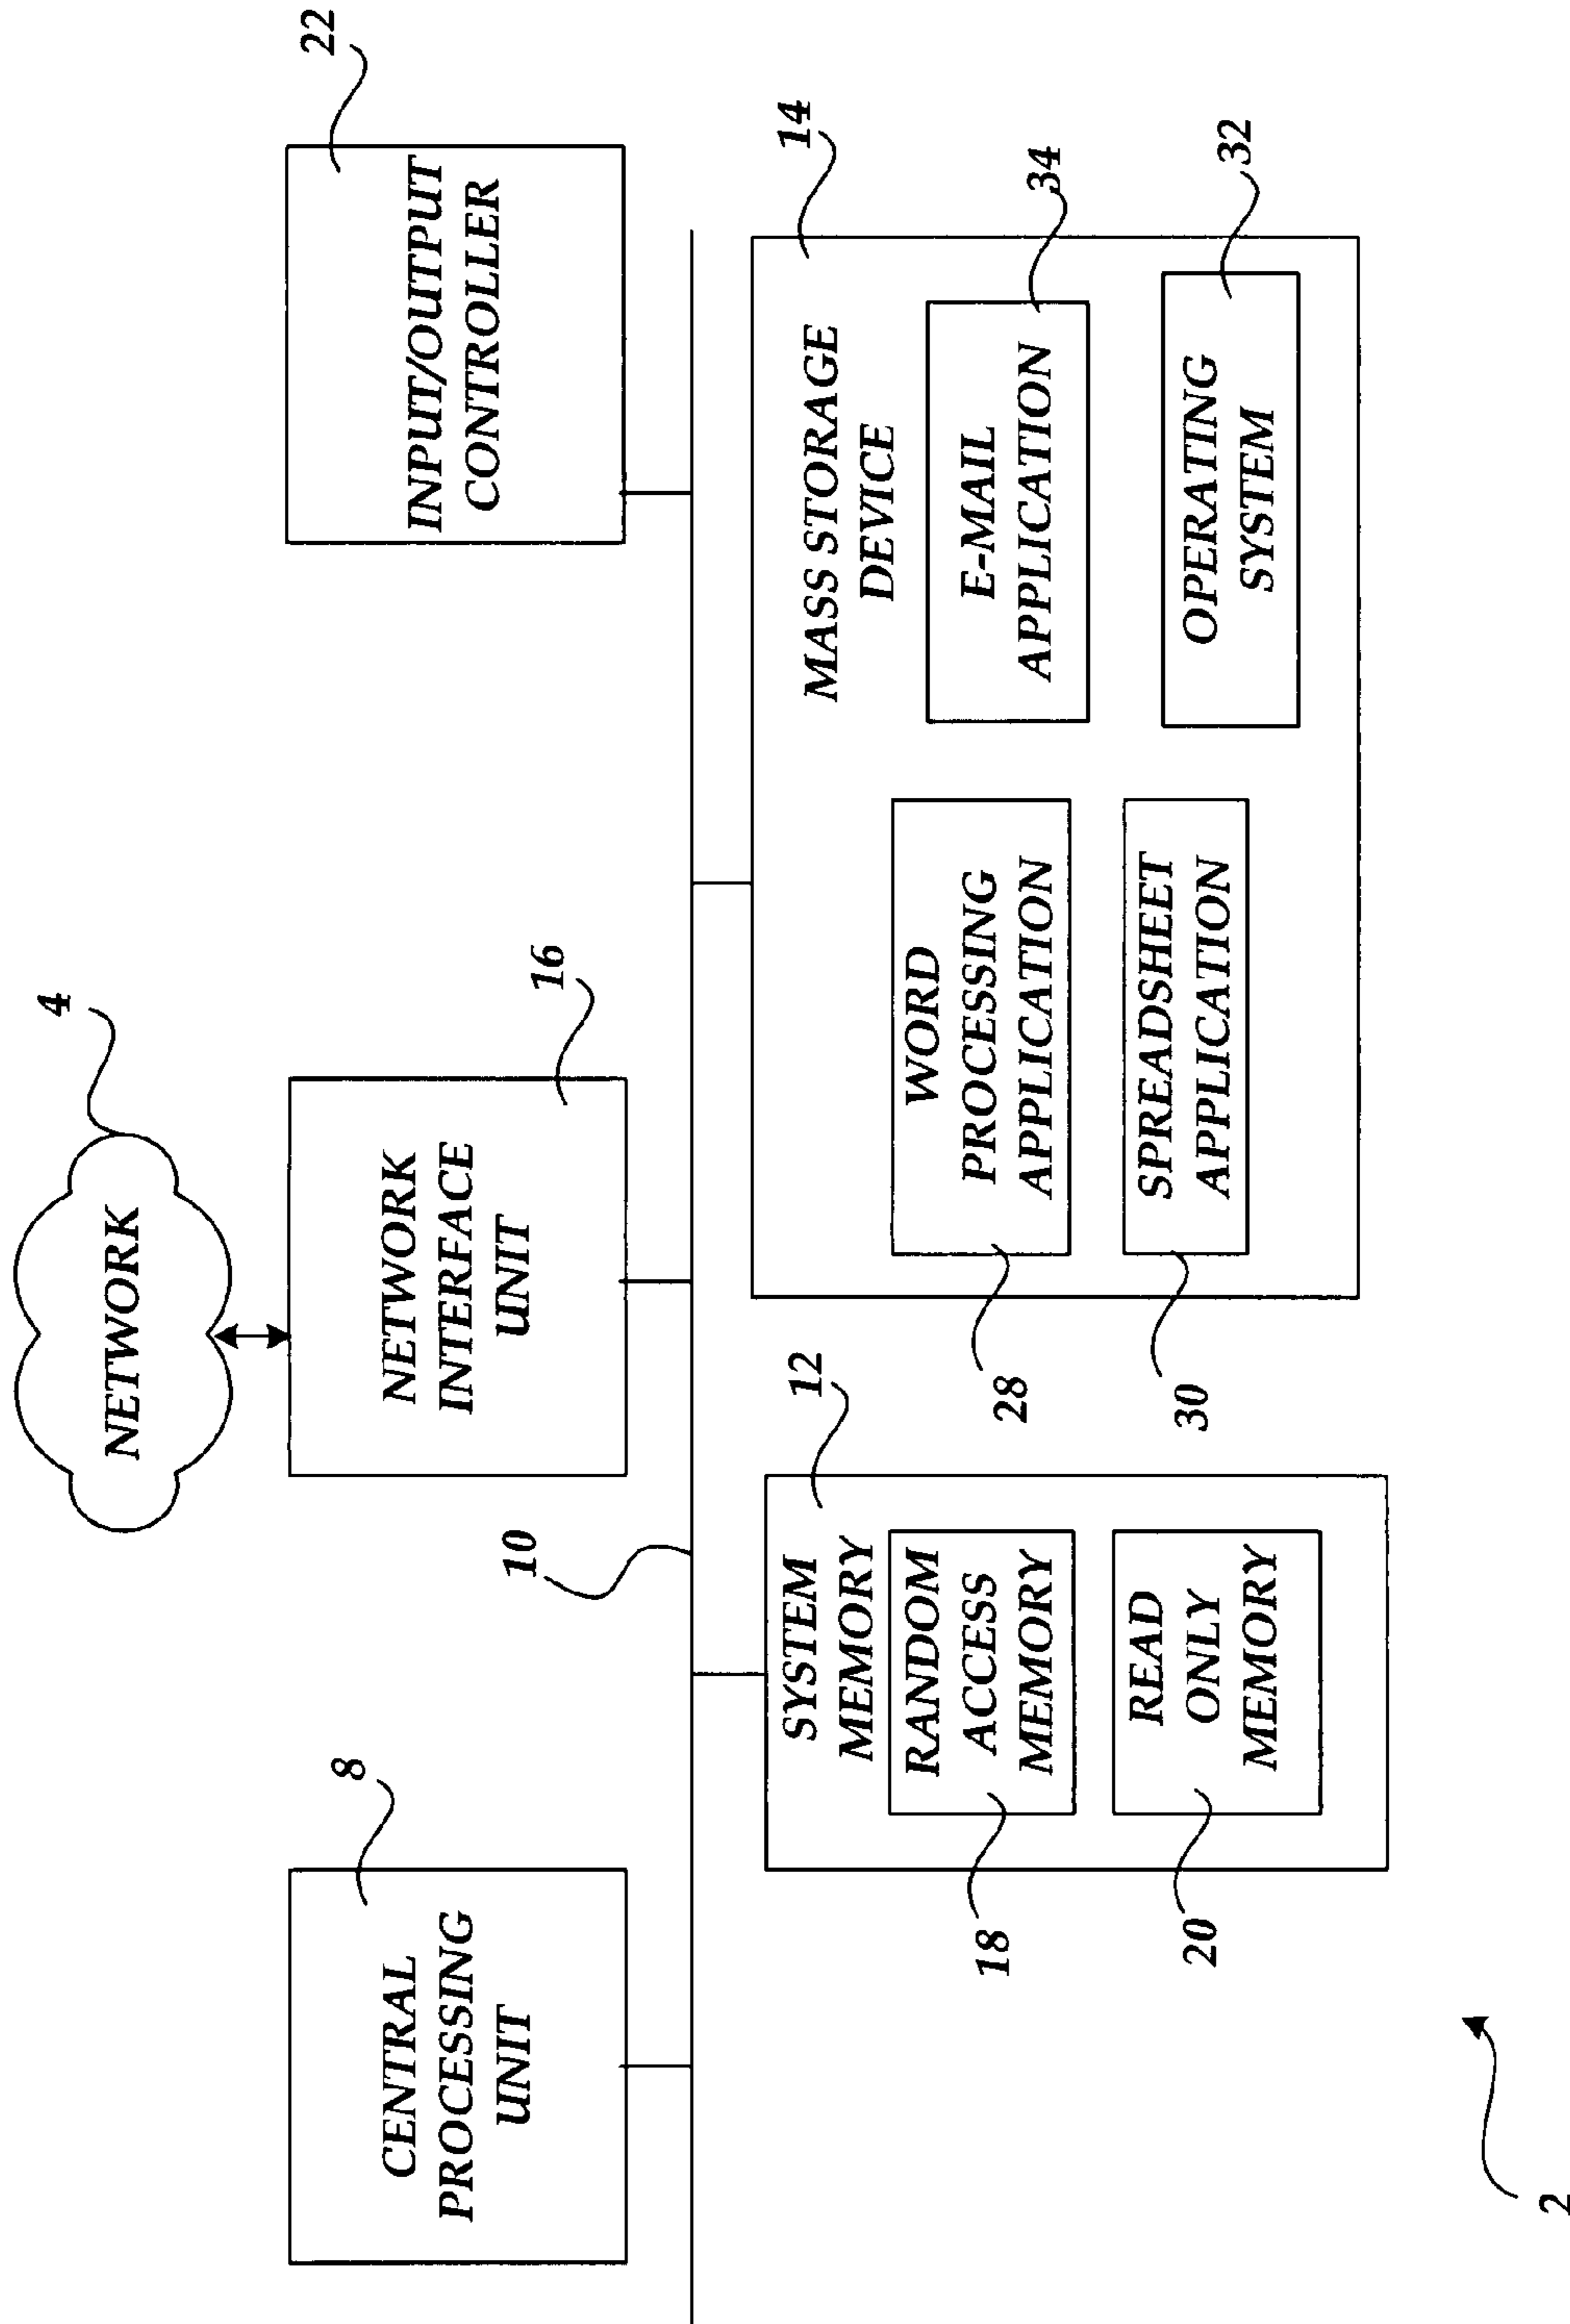 NETWORK
4
CENTRAL
PROCESSING
UNIT
8
NETWORK
INTERFACE
UNIT
16
INPUT/OUTPUT
CONTROLLER
22
10
SYSTEM
MEMORY
12
RANDOM
ACCESS
MEMORY
18
READ
ONLY
MEMORY
20
MASS STORAGE
DEVICE
14
WORD
PROCESSING
APPLICATION
28
E-MAIL
APPLICATION
34
SPREADSHEET
APPLICATION
30
OPERATING
SYSTEM
32
2